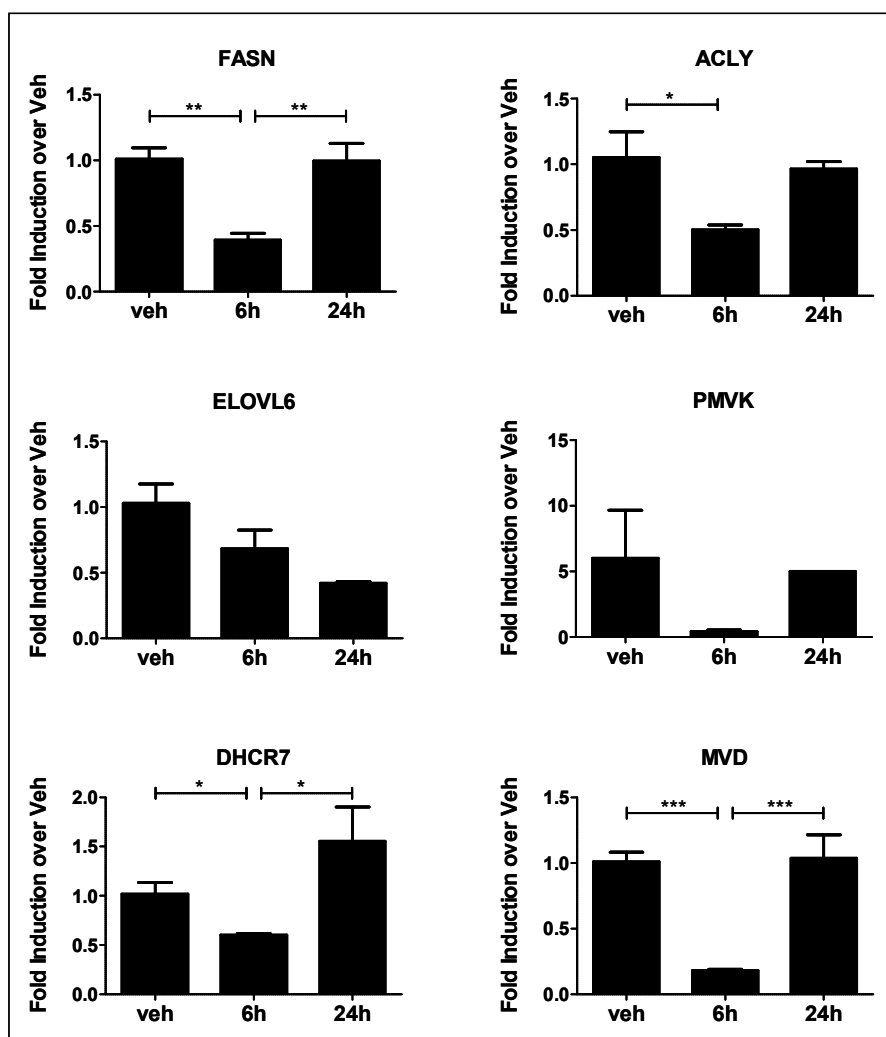 FASN
Fold Induction over Veh
1.5
1.0
0.5
0.0
** **
veh 6h 24h
ACLY
Fold Induction over Veh
1.5
1.0
0.5
0.0
*
veh 6h 24h
ELOVL6
Fold Induction over Veh
1.5
1.0
0.5
0.0
veh 6h 24h
PMVK
Fold Induction over Veh
15
10
5
0
veh 6h 24h
DHCR7
Fold Induction over Veh
2.0
1.5
1.0
0.5
0.0
* *
veh 6h 24h
MVD
Fold Induction over Veh
1.5
1.0
0.5
0.0
*** ***
veh 6h 24h